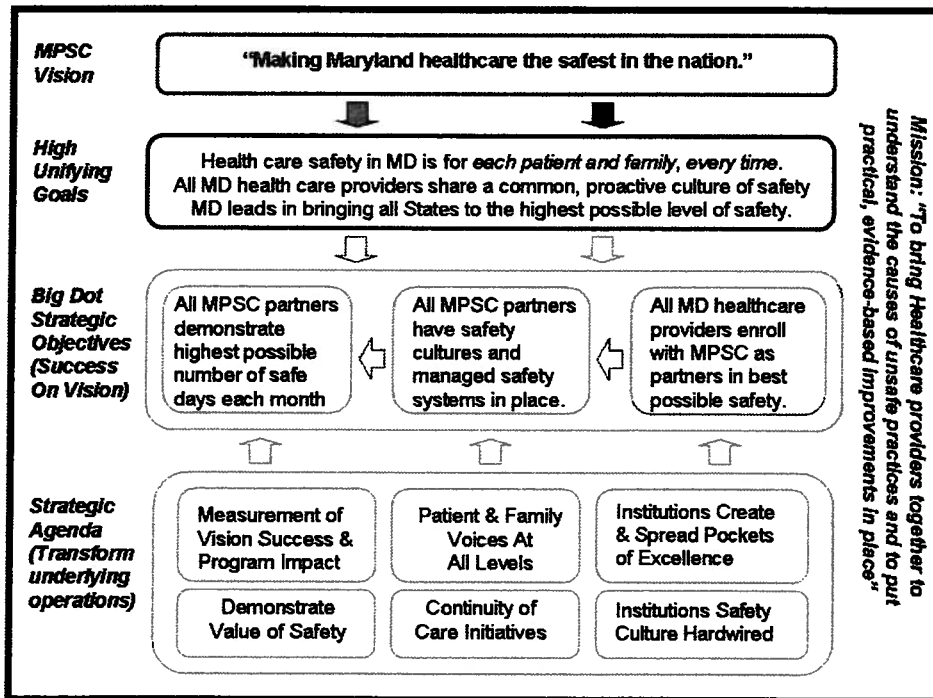 MPSC
Vision
“Making Maryland healthcare the safest in the nation.”
High
Unifying
Goals
Health care safety in MD is for each patient and family, every time.
All MD health care providers share a common, proactive culture of safety
MD leads in bringing all States to the highest possible level of safety.
Big Dot
Strategic
Objectives
(Success
On Vision)
All MPSC partners
demonstrate
highest possible
number of safe
days each month
All MPSC partners
have safety
cultures and
managed safety
systems in place.
All MD healthcare
providers enroll
with MPSC as
partners in best
possible safety.
Strategic
Agenda
(Transform
underlying
operations)
Measurement of
Vision Success &
Program Impact
Patient & Family
Voices At
All Levels
Institutions Create
& Spread Pockets
of Excellence
Demonstrate
Value of Safety
Continuity of
Care Initiatives
Institutions Safety
Culture Hardwired
Mission: “To bring Healthcare providers together to
understand the causes of unsafe practices and to put
practical, evidence-based improvements in place”